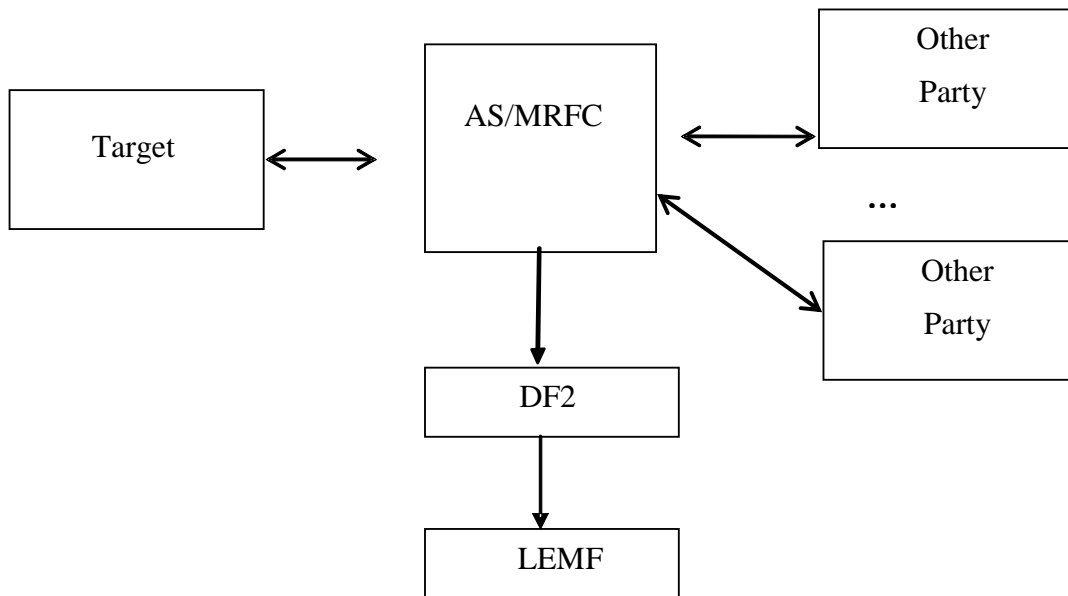 Target
AS/MRFC
Other
Party
...
Other
Party
DF2
LEMF